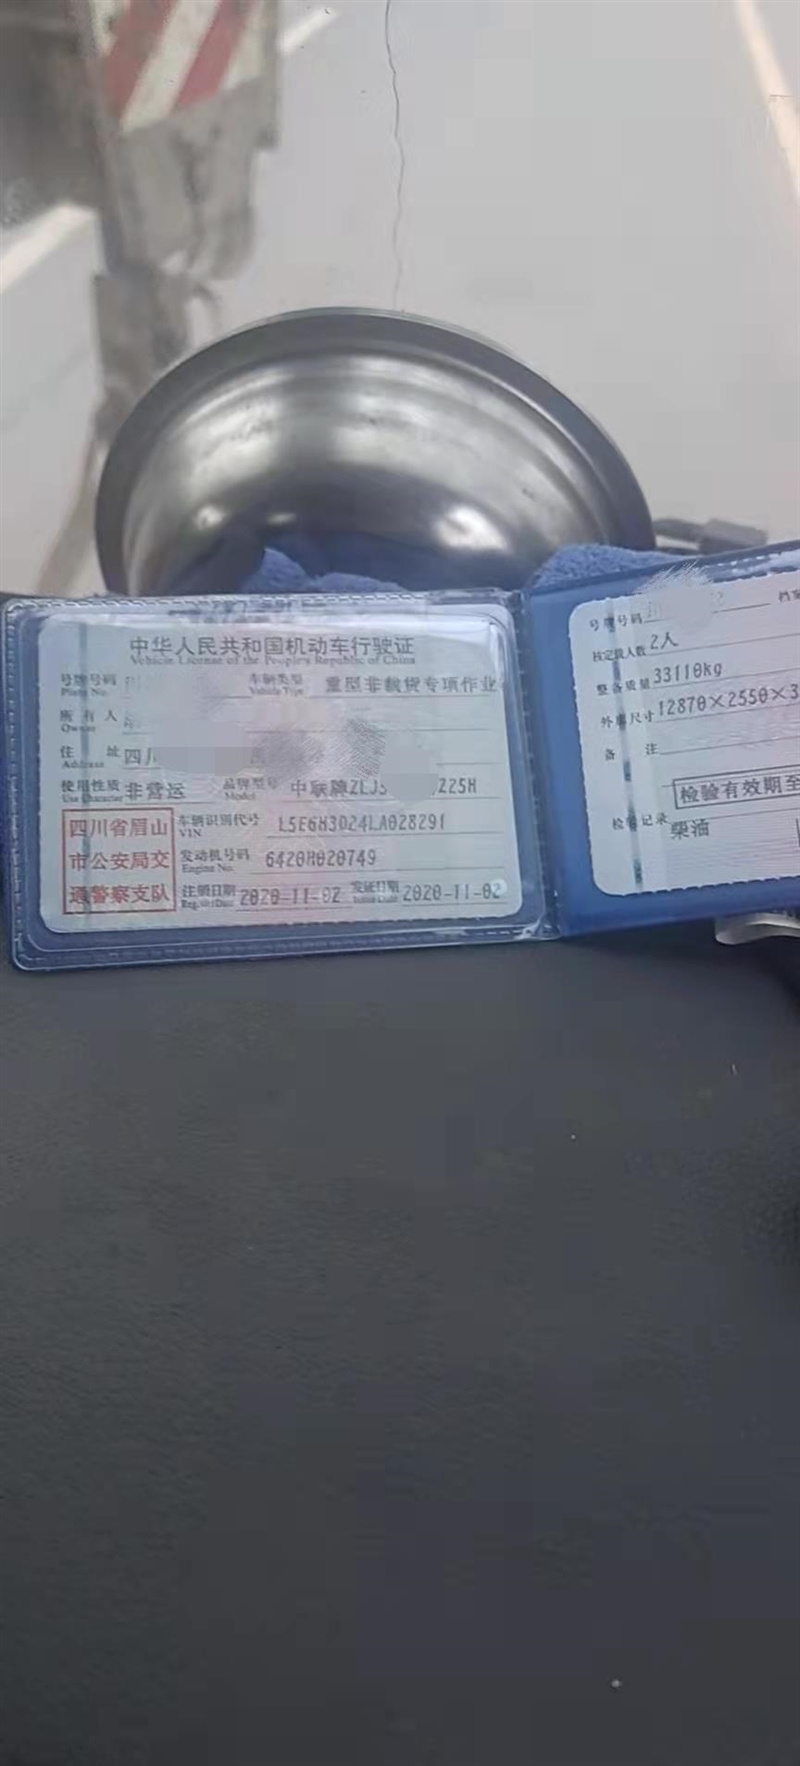 中华人民共和国机动车行驶证
Vehicle License of the People's Republic of China
号牌号码 车辆类型 重型非载货专项作业
Plate No. Vehicle Type
所有人
Owner
住址 四川
Address
使用性质 非营运 品牌型号 中联牌ZLJ5 Z25H
Use Character Model
四川省眉山
市公安局交
通警察支队
车辆识别代号 L5E6H3D24LA028291
VIN
发动机号码 6420H020749
Engine No.
注册日期 2020-11-02 发证日期 2020-11-02
Register Date Issue Date
号牌号码 档案
核定载人数 2人
整备质量 33110kg
外廓尺寸 12870×2550×3
备注
检验有效期至
检验记录
柴油